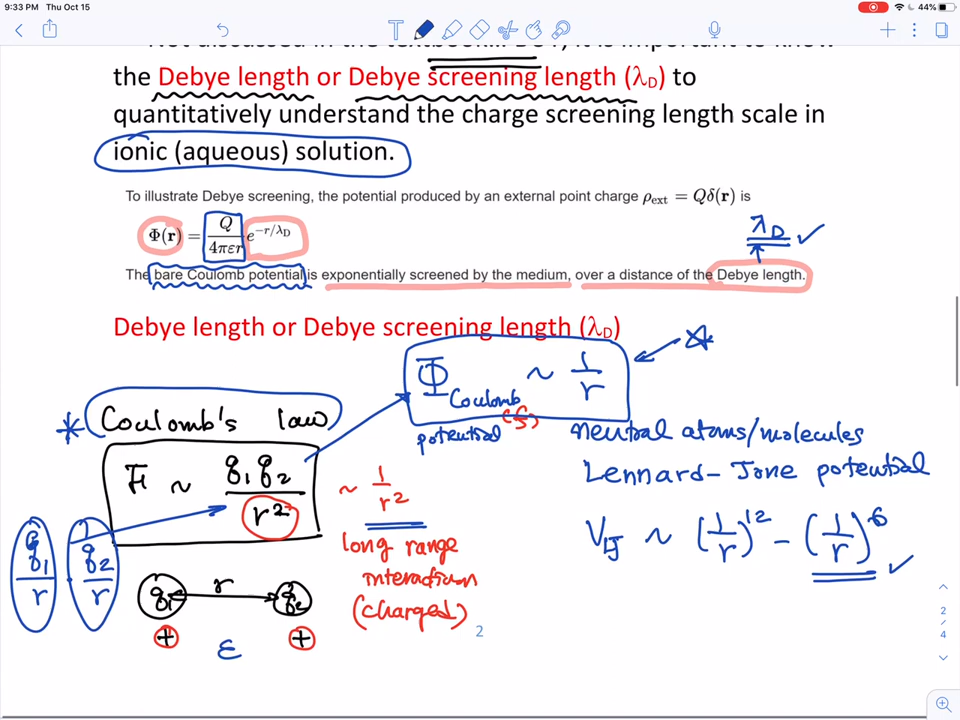 9:33 PM Thu Oct 15
44%
the Debye length or Debye screening length (λD) to
quantitatively understand the charge screening length scale in
ionic (aqueous) solution.
To illustrate Debye screening, the potential produced by an external point charge ρext = Qδ(r) is
Φ(r) = Q/4πεr e^−r/λD
λD
The bare Coulomb potential is exponentially screened by the medium, over a distance of the Debye length.
Debye length or Debye screening length (λD)
Φ Coulomb ~ 1/r
potential
* Coulomb's law
neutral atoms/molecules
Lennard-Jone potential
F ~ q1q2/r²
~ 1/r²
VLJ ~ (1/r)^12 - (1/r)^6
long range
interaction
(charged)
q1/r q2/r
q1 r q2
+ +
ε
2
2
/
4